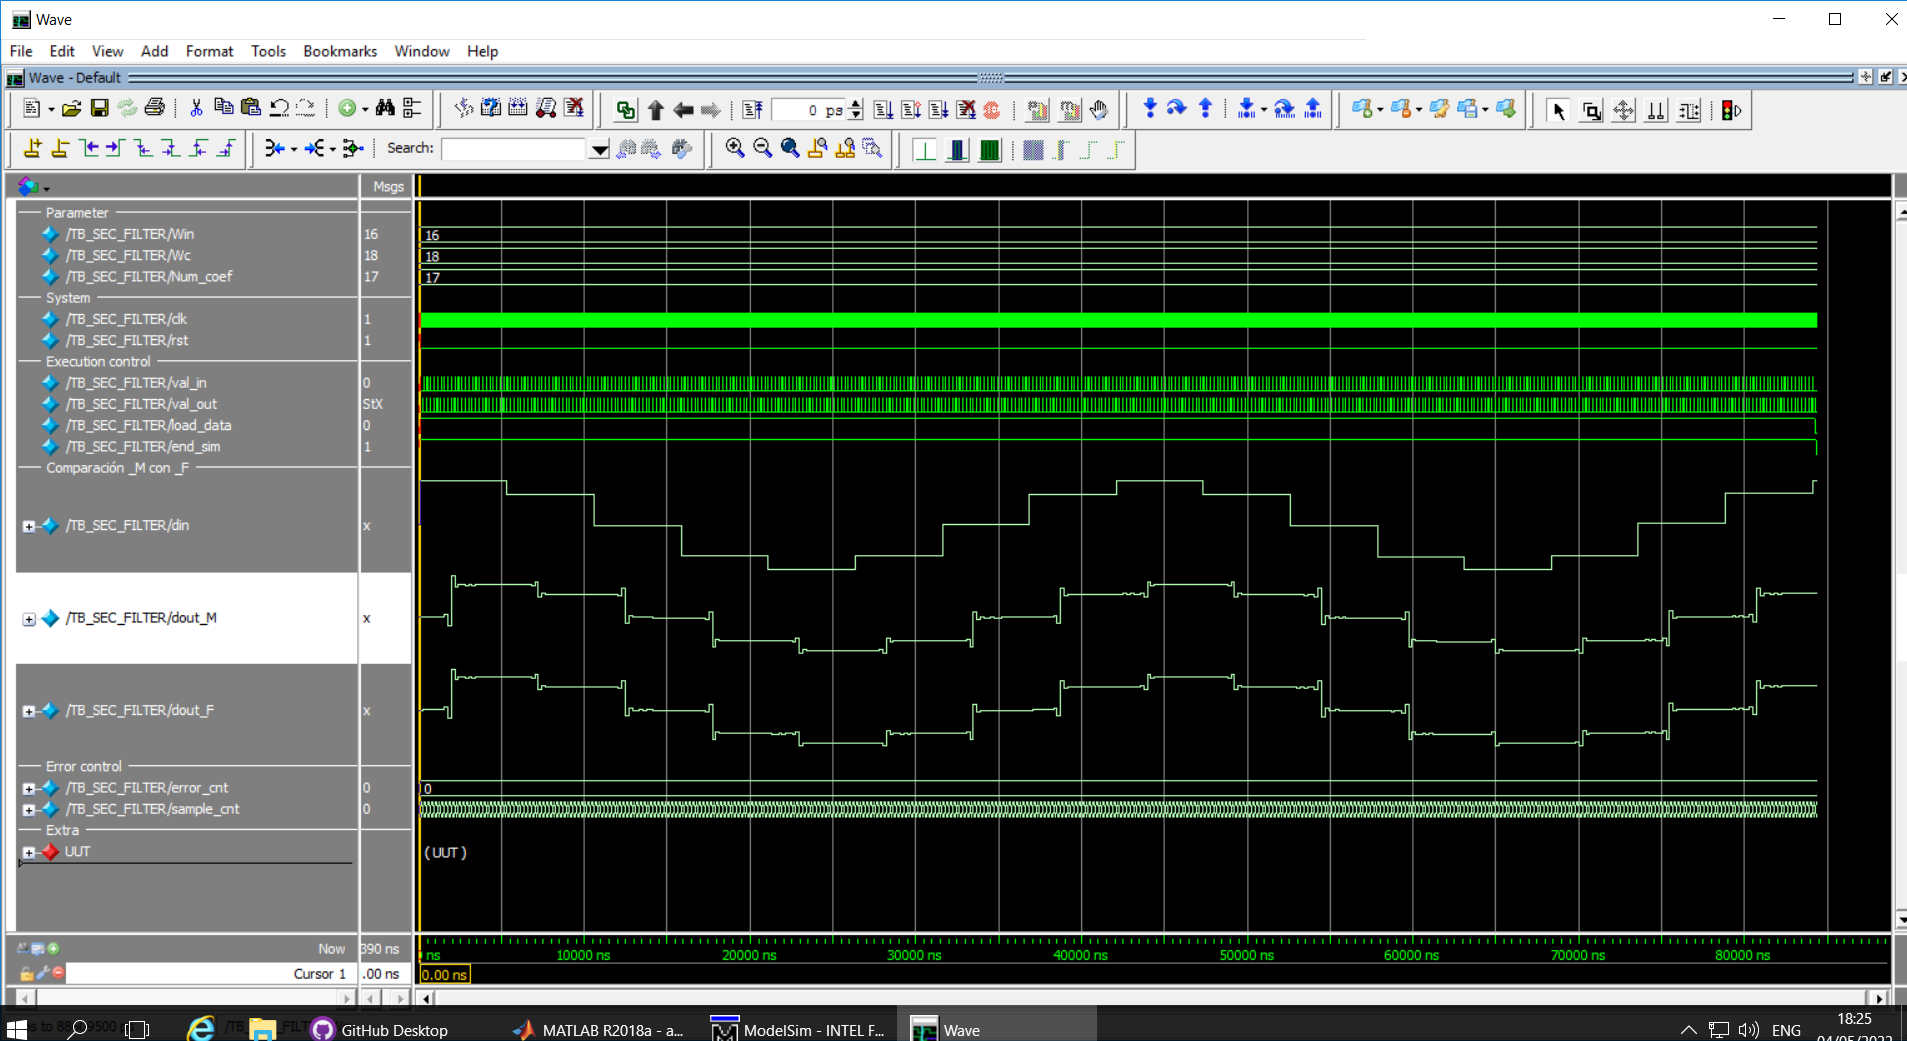 Wave
File Edit View Add Format Tools Bookmarks Window Help
Wave - Default
0 ps
Search:
Msgs
Parameter
/TB_SEC_FILTER/Win 16 16
/TB_SEC_FILTER/Wc 18 18
/TB_SEC_FILTER/Num_coef 17 17
System
/TB_SEC_FILTER/clk 1
/TB_SEC_FILTER/rst 1
Execution control
/TB_SEC_FILTER/val_in 0
/TB_SEC_FILTER/val_out StX
/TB_SEC_FILTER/load_data 0
/TB_SEC_FILTER/end_sim 1
Comparación _M con _F
/TB_SEC_FILTER/din x
/TB_SEC_FILTER/dout_M x
/TB_SEC_FILTER/dout_F x
Error control
/TB_SEC_FILTER/error_cnt 0 0
/TB_SEC_FILTER/sample_cnt 0
Extra
UUT (UUT)
Now 390 ns ns 10000 ns 20000 ns 30000 ns 40000 ns 50000 ns 60000 ns 70000 ns 80000 ns
Cursor 1 .00 ns 0.00 ns
GitHub Desktop MATLAB R2018a - a... ModelSim - INTEL F... Wave ENG 18:25
04/05/2022